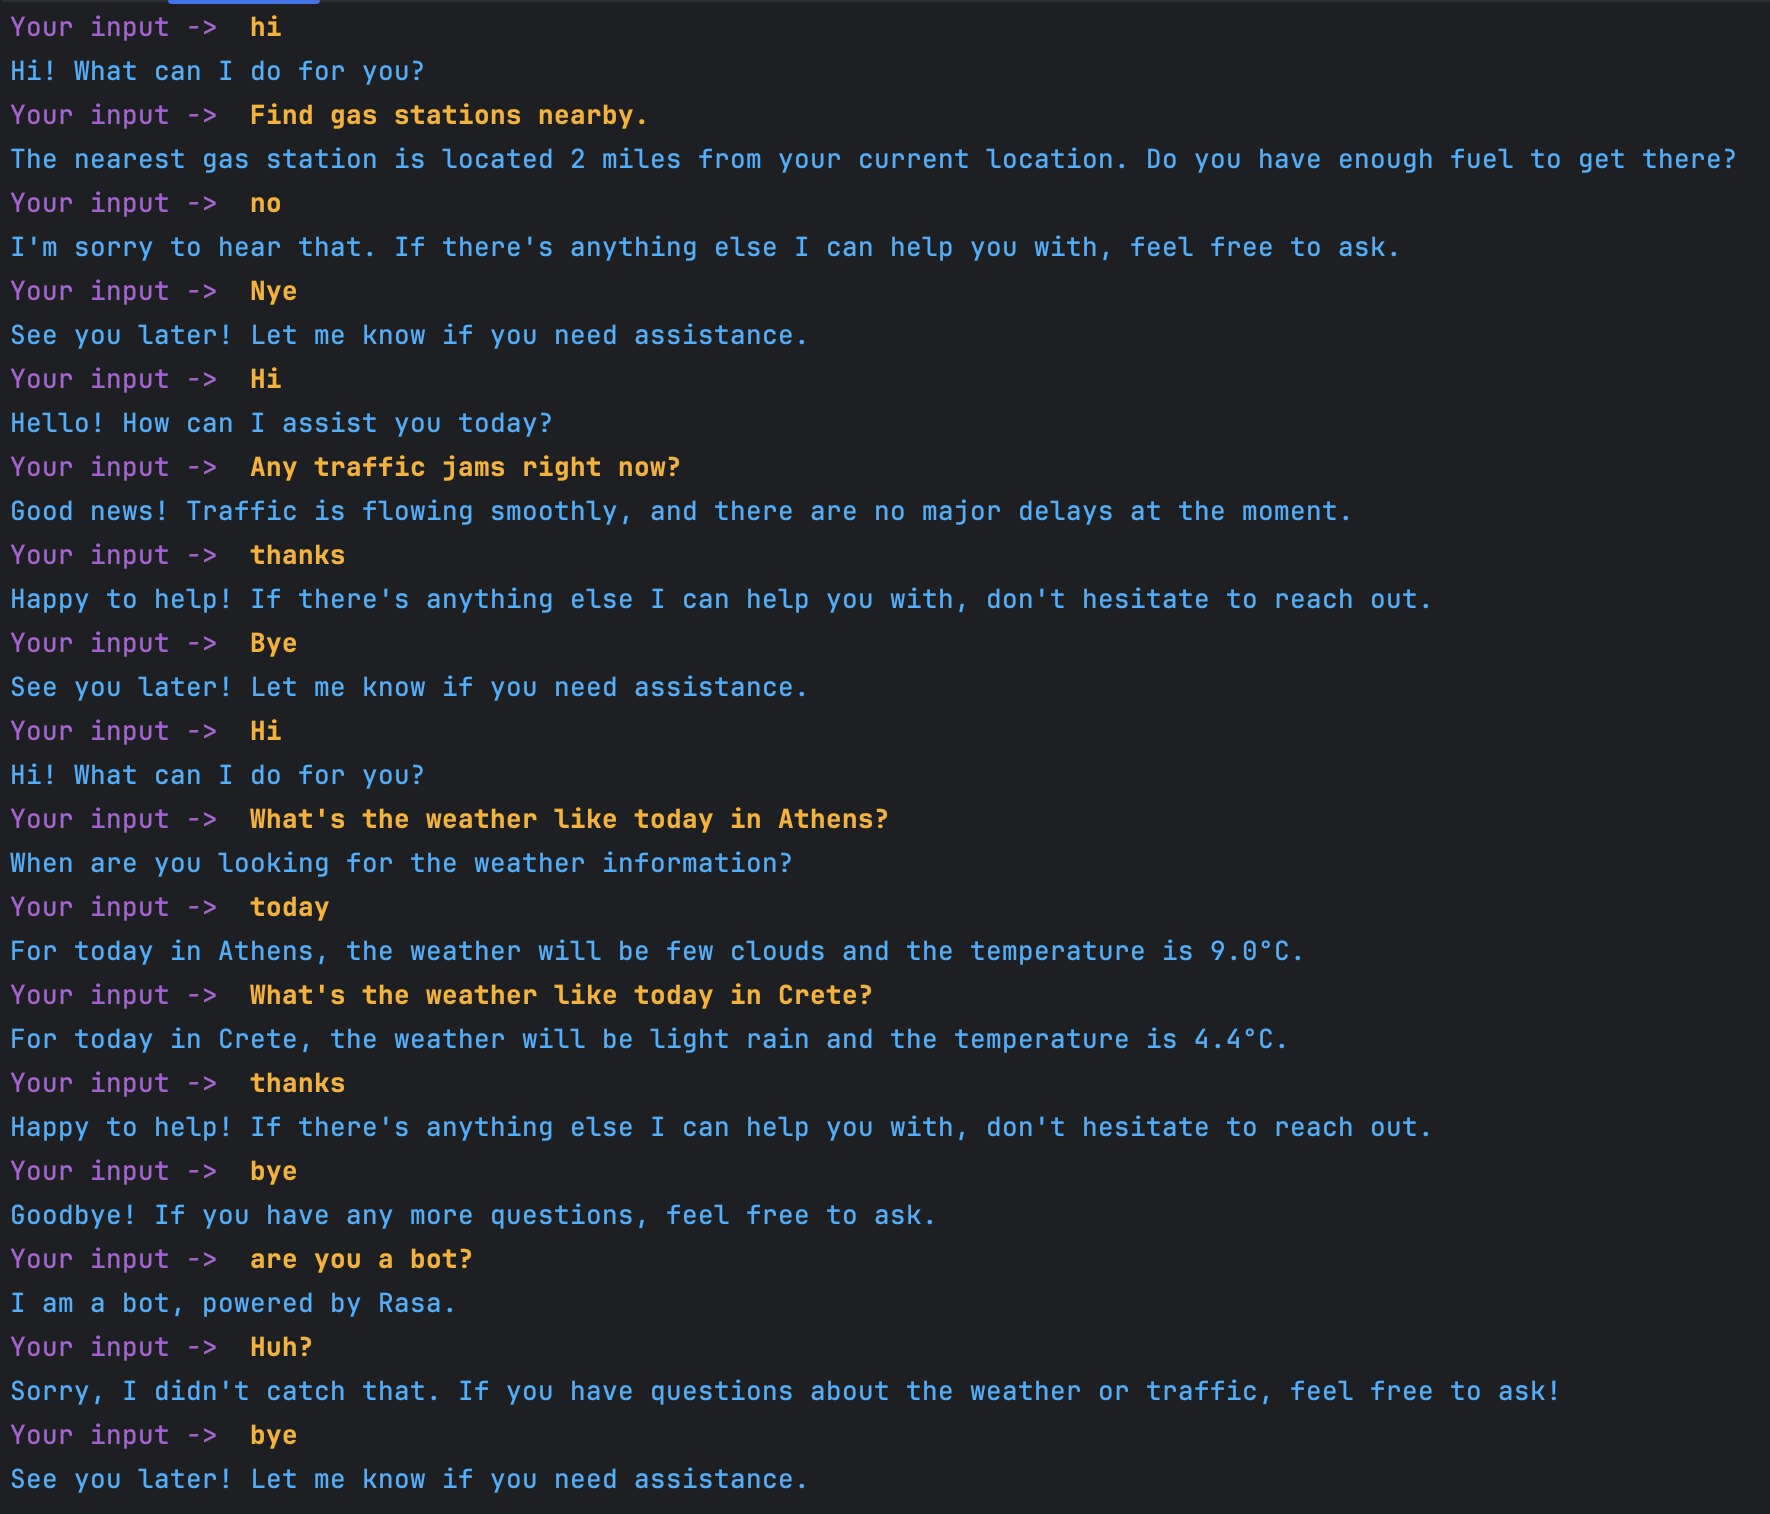 Your input ->  hi
Hi! What can I do for you?
Your input ->  Find gas stations nearby.
The nearest gas station is located 2 miles from your current location. Do you have enough fuel to get there?
Your input ->  no
I'm sorry to hear that. If there's anything else I can help you with, feel free to ask.
Your input ->  Nye
See you later! Let me know if you need assistance.
Your input ->  Hi
Hello! How can I assist you today?
Your input ->  Any traffic jams right now?
Good news! Traffic is flowing smoothly, and there are no major delays at the moment.
Your input ->  thanks
Happy to help! If there's anything else I can help you with, don't hesitate to reach out.
Your input ->  Bye
See you later! Let me know if you need assistance.
Your input ->  Hi
Hi! What can I do for you?
Your input ->  What's the weather like today in Athens?
When are you looking for the weather information?
Your input ->  today
For today in Athens, the weather will be few clouds and the temperature is 9.0°C.
Your input ->  What's the weather like today in Crete?
For today in Crete, the weather will be light rain and the temperature is 4.4°C.
Your input ->  thanks
Happy to help! If there's anything else I can help you with, don't hesitate to reach out.
Your input ->  bye
Goodbye! If you have any more questions, feel free to ask.
Your input ->  are you a bot?
I am a bot, powered by Rasa.
Your input ->  Huh?
Sorry, I didn't catch that. If you have questions about the weather or traffic, feel free to ask!
Your input ->  bye
See you later! Let me know if you need assistance.